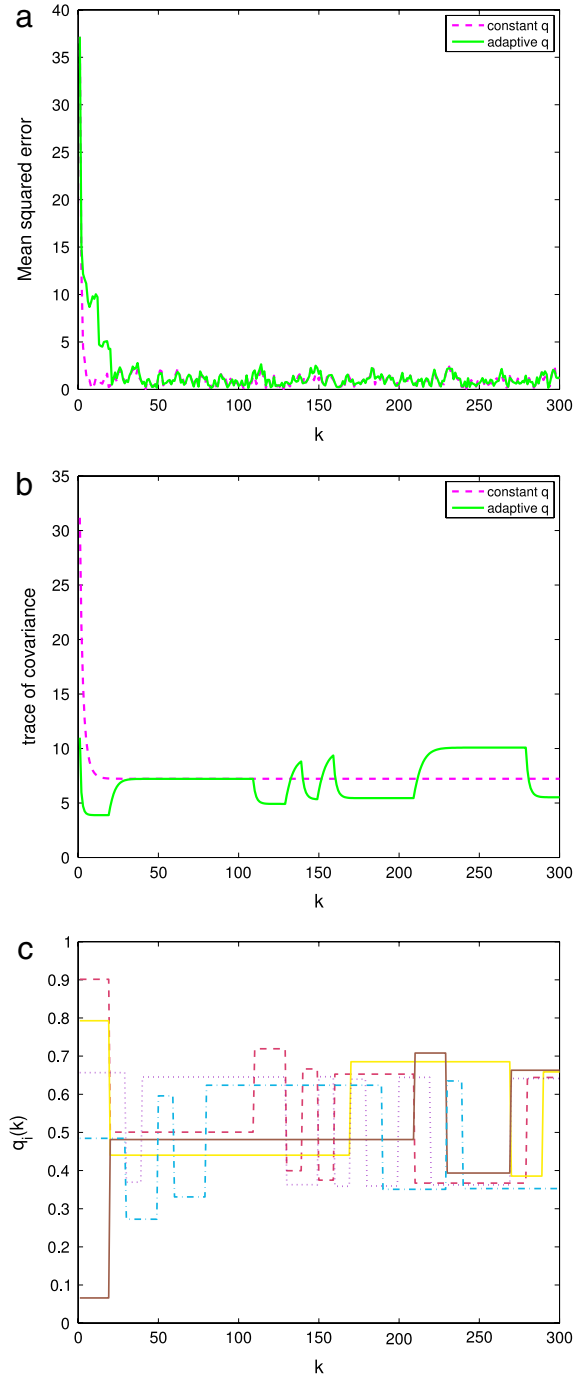 a
40
35
30
25
20
15
10
5
0
Mean squared error
constant q
adaptive q
0 50 100 150 200 250 300
k
b
35
30
25
20
15
10
5
0
trace of covariance
constant q
adaptive q
0 50 100 150 200 250 300
k
c
1
0.9
0.8
0.7
0.6
0.5
0.4
0.3
0.2
0.1
0
q_i(k)
0 50 100 150 200 250 300
k